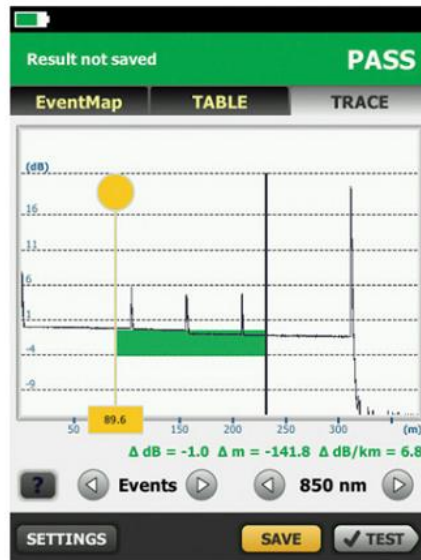 Result not saved PASS
EventMap TABLE TRACE
(dB)
16
11
6
1
-4
-9
50 89.6 150 200 250 300 (m)
Δ dB = -1.0 Δ m = -141.8 Δ dB/km = 6.8
? Events 850 nm
SETTINGS SAVE TEST